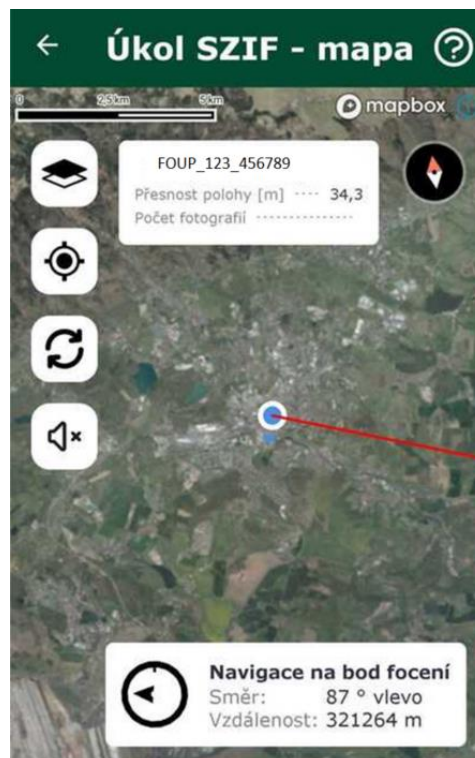 Úkol SZIF - mapa ?
0 2,5km 5km
mapbox
FOUP_123_456789
Přesnost polohy [m] ···· 34,3
Počet fotografií ···············
Navigace na bod focení
Směr: 87 ° vlevo
Vzdálenost: 321264 m